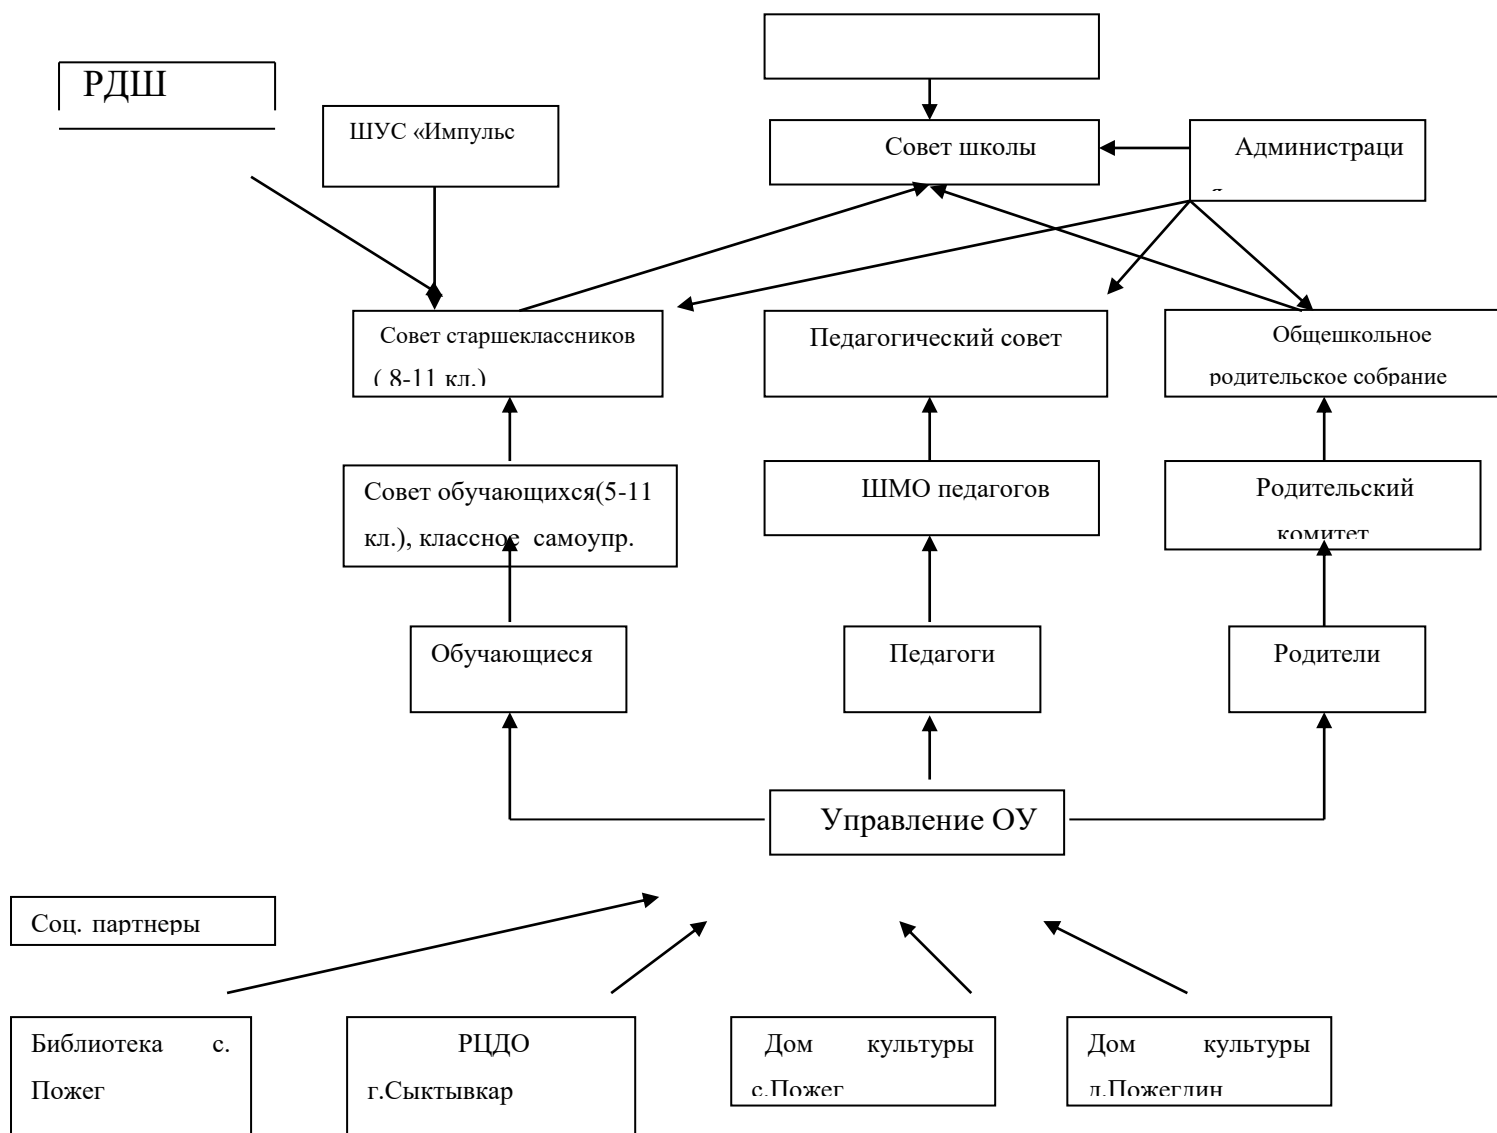 РДШ
ШУС «Импульс
Совет школы
Администраци
я
Совет старшеклассников
( 8-11 кл.)
Педагогический совет
Общешкольное
родительское собрание
Совет обучающихся(5-11
кл.), классное самоупр.
ШМО педагогов
Родительский
комитет
Обучающиеся
Педагоги
Родители
Управление ОУ
Соц. партнеры
Библиотека с.
Пожег
РЦДО
г.Сыктывкар
Дом культуры
с.Пожег
Дом культуры
д.Пожегдин